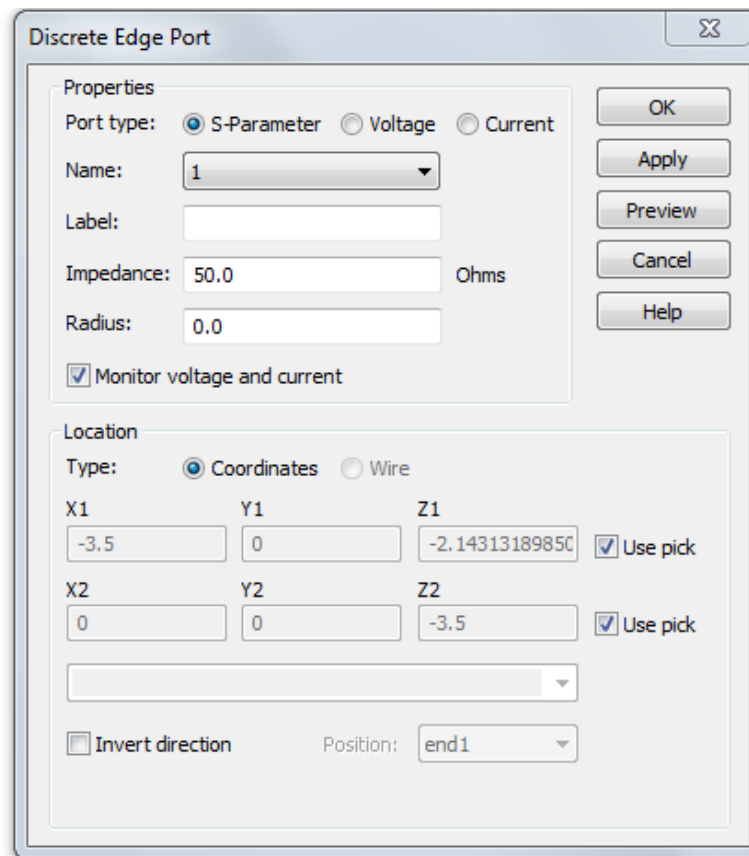 Discrete Edge Port
Properties
Port type: S-Parameter Voltage Current
Name: 1
Label:
Impedance: 50.0 Ohms
Radius: 0.0
Monitor voltage and current
OK
Apply
Preview
Cancel
Help
Location
Type: Coordinates Wire
X1 Y1 Z1
-3.5 0 -2.14313189850 Use pick
X2 Y2 Z2
0 0 -3.5 Use pick
Invert direction Position: end1